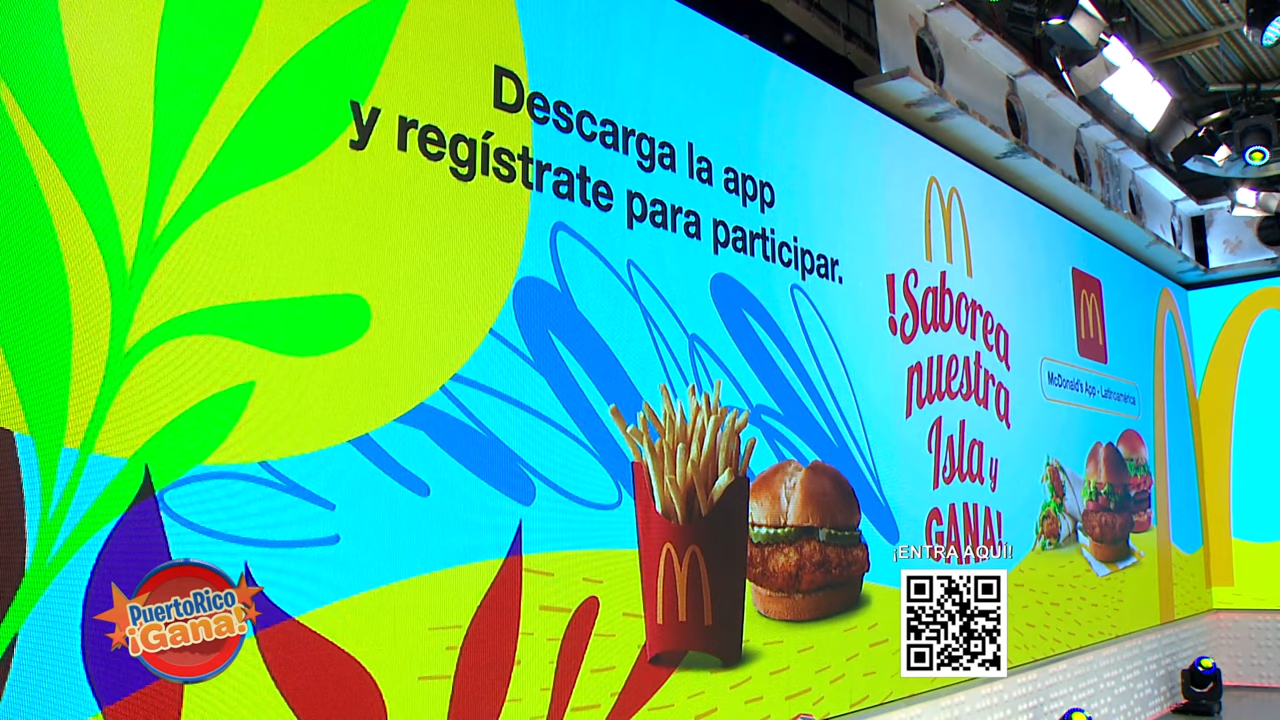 Descarga la app
y regístrate para participar.
¡Saborea
nuestra
Isla y
GANA!
McDonald's App - Latinoamérica
¡ENTRA AQUÍ!
PuertoRico
¡Gana!